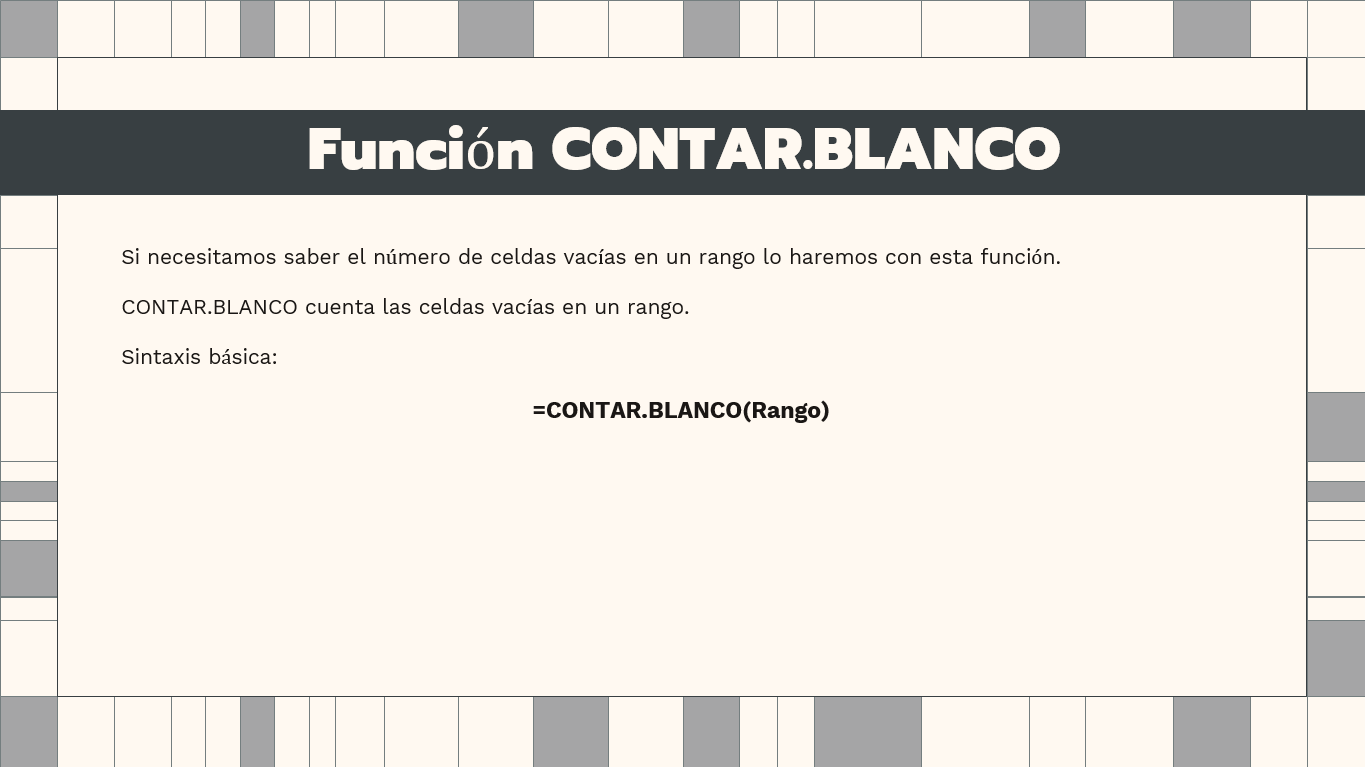 Función CONTAR.BLANCO
Si necesitamos saber el número de celdas vacías en un rango lo haremos con esta función.
CONTAR.BLANCO cuenta las celdas vacías en un rango.
Sintaxis básica:
=CONTAR.BLANCO(Rango)